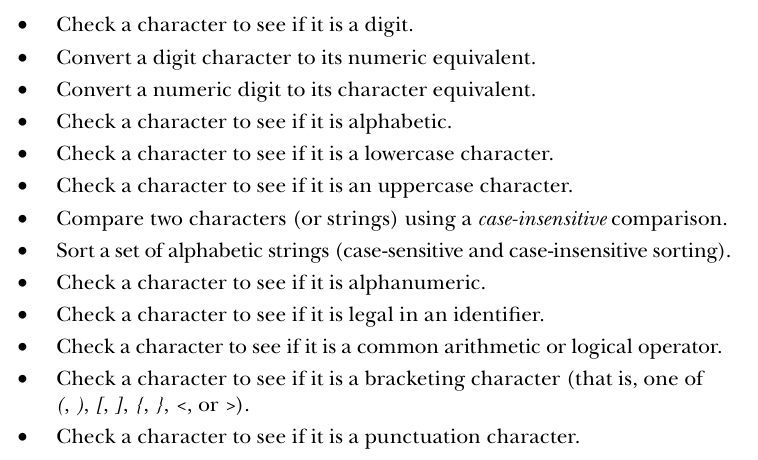 • Check a character to see if it is a digit.
• Convert a digit character to its numeric equivalent.
• Convert a numeric digit to its character equivalent.
• Check a character to see if it is alphabetic.
• Check a character to see if it is a lowercase character.
• Check a character to see if it is an uppercase character.
• Compare two characters (or strings) using a case-insensitive comparison.
• Sort a set of alphabetic strings (case-sensitive and case-insensitive sorting).
• Check a character to see if it is alphanumeric.
• Check a character to see if it is legal in an identifier.
• Check a character to see if it is a common arithmetic or logical operator.
• Check a character to see if it is a bracketing character (that is, one of
(, ), [, ], {, }, <, or >).
• Check a character to see if it is a punctuation character.